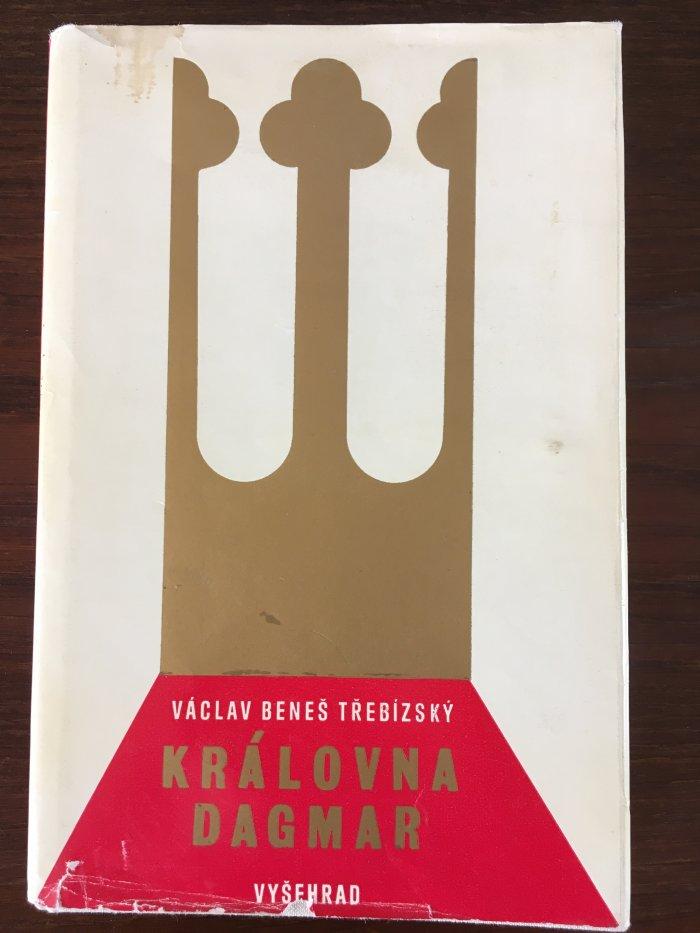 VÁCLAV BENEŠ TŘEBÍZSKÝ
KRÁLOVNA
DAGMAR
VYŠEHRAD